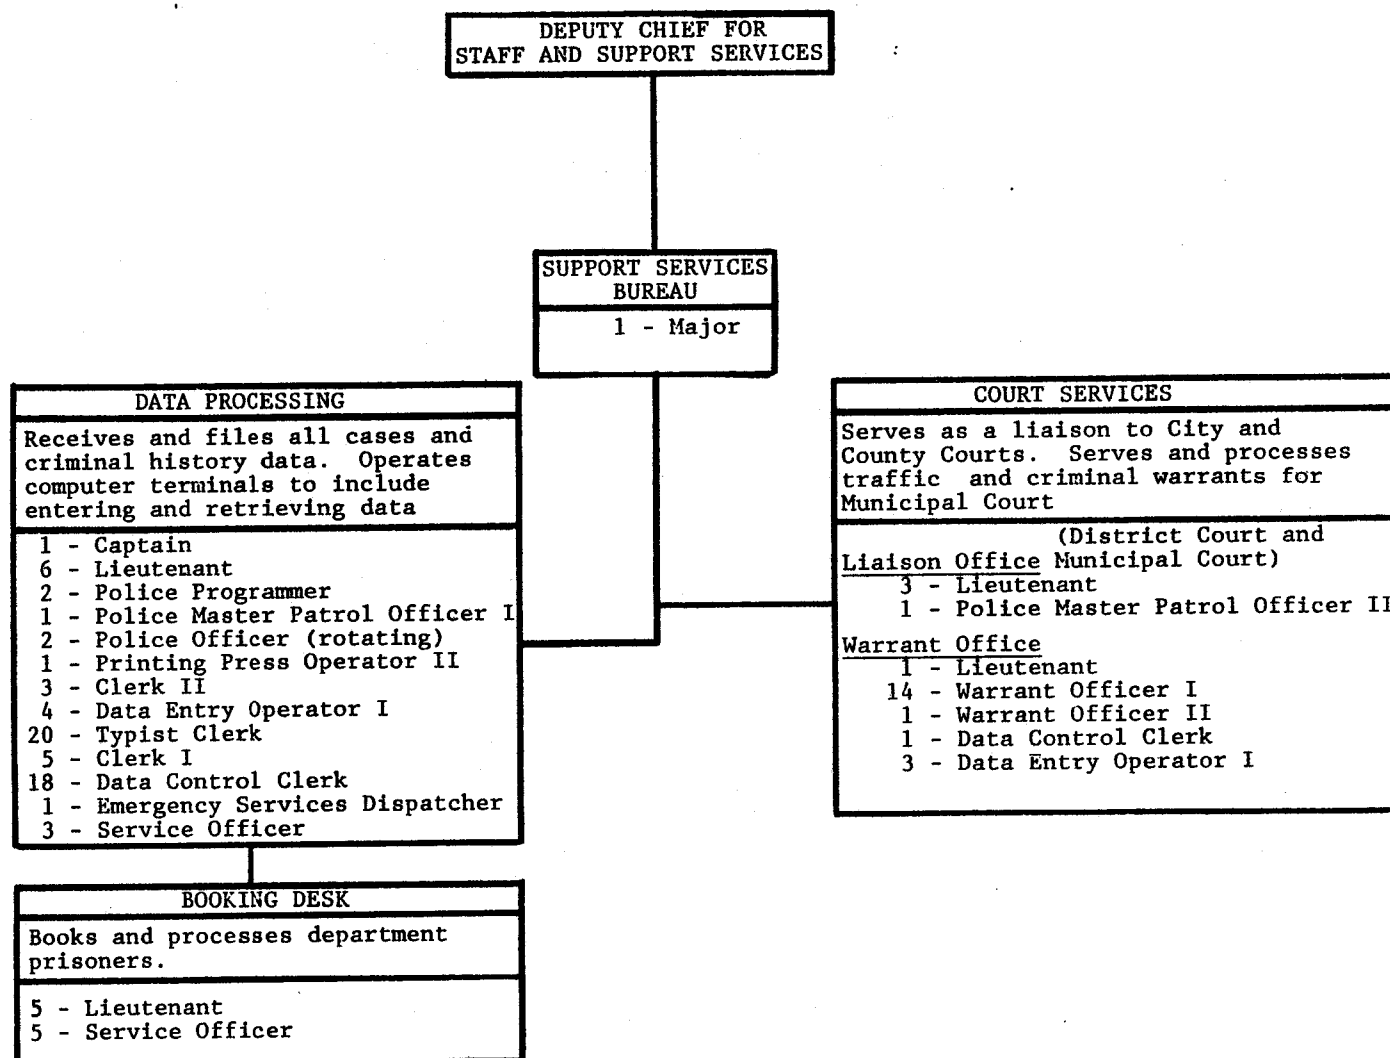 DEPUTY CHIEF FOR
STAFF AND SUPPORT SERVICES
SUPPORT SERVICES
BUREAU
1 - Major
DATA PROCESSING
Receives and files all cases and
criminal history data. Operates
computer terminals to include
entering and retrieving data
1 - Captain
6 - Lieutenant
2 - Police Programmer
1 - Police Master Patrol Officer I
2 - Police Officer (rotating)
1 - Printing Press Operator II
3 - Clerk II
4 - Data Entry Operator I
20 - Typist Clerk
5 - Clerk I
18 - Data Control Clerk
1 - Emergency Services Dispatcher
3 - Service Officer
BOOKING DESK
Books and processes department
prisoners.
5 - Lieutenant
5 - Service Officer
COURT SERVICES
Serves as a liaison to City and
County Courts. Serves and processes
traffic and criminal warrants for
Municipal Court
(District Court and
Liaison Office Municipal Court)
3 - Lieutenant
1 - Police Master Patrol Officer II
Warrant Office
1 - Lieutenant
14 - Warrant Officer I
1 - Warrant Officer II
1 - Data Control Clerk
3 - Data Entry Operator I